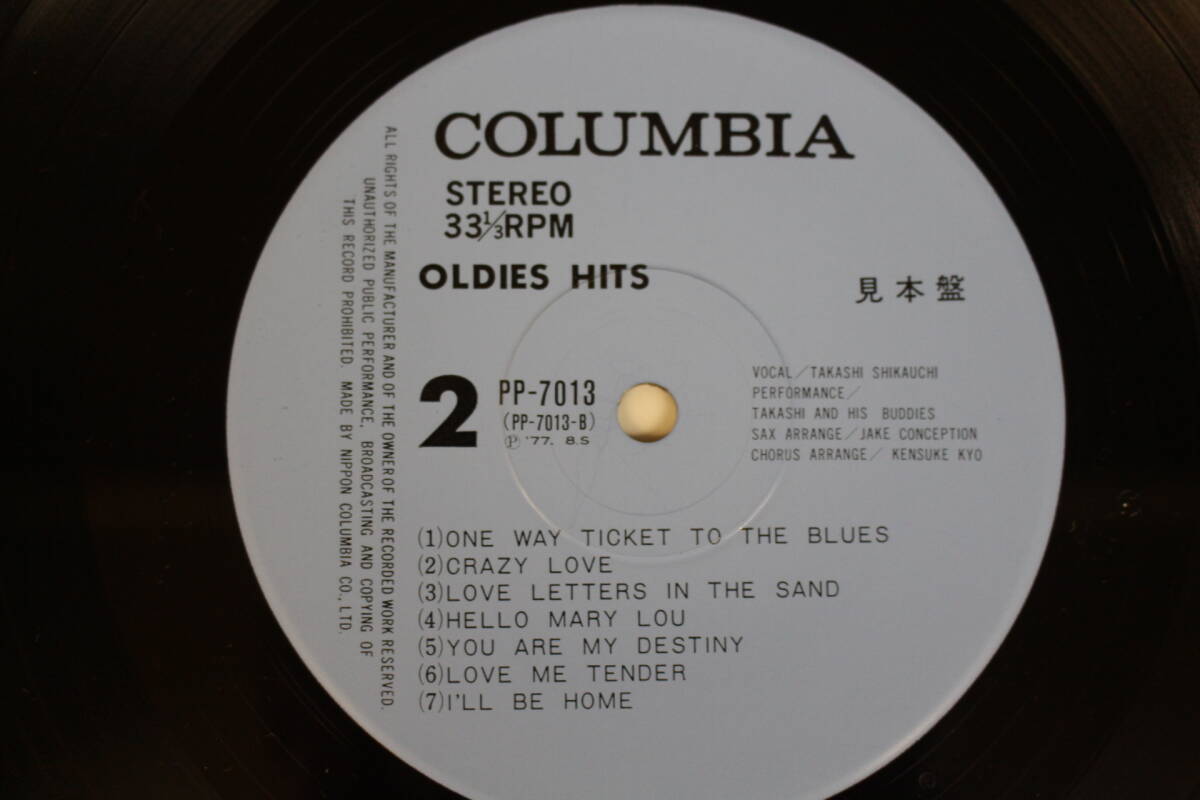 COLUMBIA
STEREO
33⅓RPM
OLDIES HITS
見本盤
2
PP-7013
(PP-7013-B)
Ⓟ '77. 8.S
VOCAL/TAKASHI SHIKAUCHI
PERFORMANCE/
TAKASHI AND HIS BUDDIES
SAX ARRANGE/JAKE CONCEPTION
CHORUS ARRANGE/ KENSUKE KYO
(1)ONE WAY TICKET TO THE BLUES
(2)CRAZY LOVE
(3)LOVE LETTERS IN THE SAND
(4)HELLO MARY LOU
(5)YOU ARE MY DESTINY
(6)LOVE ME TENDER
(7)I'LL BE HOME
ALL RIGHTS OF THE MANUFACTURER AND OF THE OWNER OF THE RECORDED WORK RESERVED.
UNAUTHORIZED PUBLIC PERFORMANCE, BROADCASTING AND COPYING OF
THIS RECORD PROHIBITED. MADE BY NIPPON COLUMBIA CO., LTD.